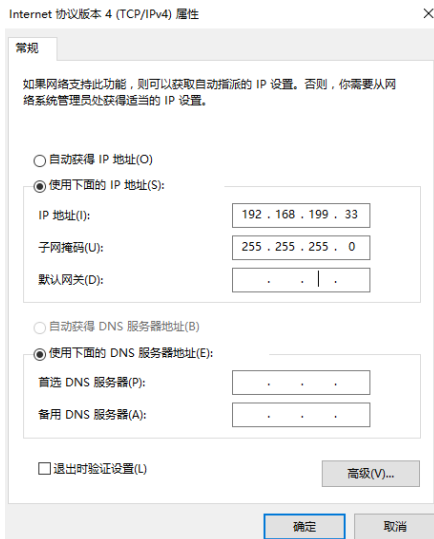 Internet 协议版本 4 (TCP/IPv4) 属性
常规
如果网络支持此功能，则可以获取自动指派的 IP 设置。否则，你需要从网
络系统管理员处获得适当的 IP 设置。
自动获得 IP 地址(O)
使用下面的 IP 地址(S):
IP 地址(I): 192 . 168 . 199 . 33
子网掩码(U): 255 . 255 . 255 . 0
默认网关(D): . . .
自动获得 DNS 服务器地址(B)
使用下面的 DNS 服务器地址(E):
首选 DNS 服务器(P): . . .
备用 DNS 服务器(A): . . .
退出时验证设置(L)
高级(V)...
确定 取消